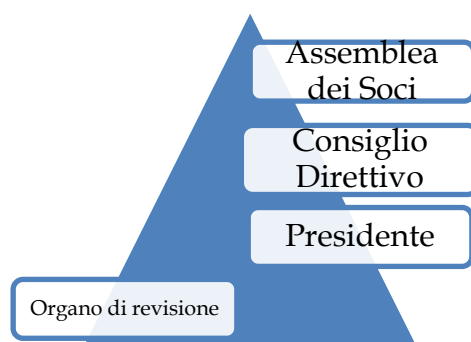 Assemblea
dei Soci
Consiglio
Direttivo
Presidente
Organo di revisione